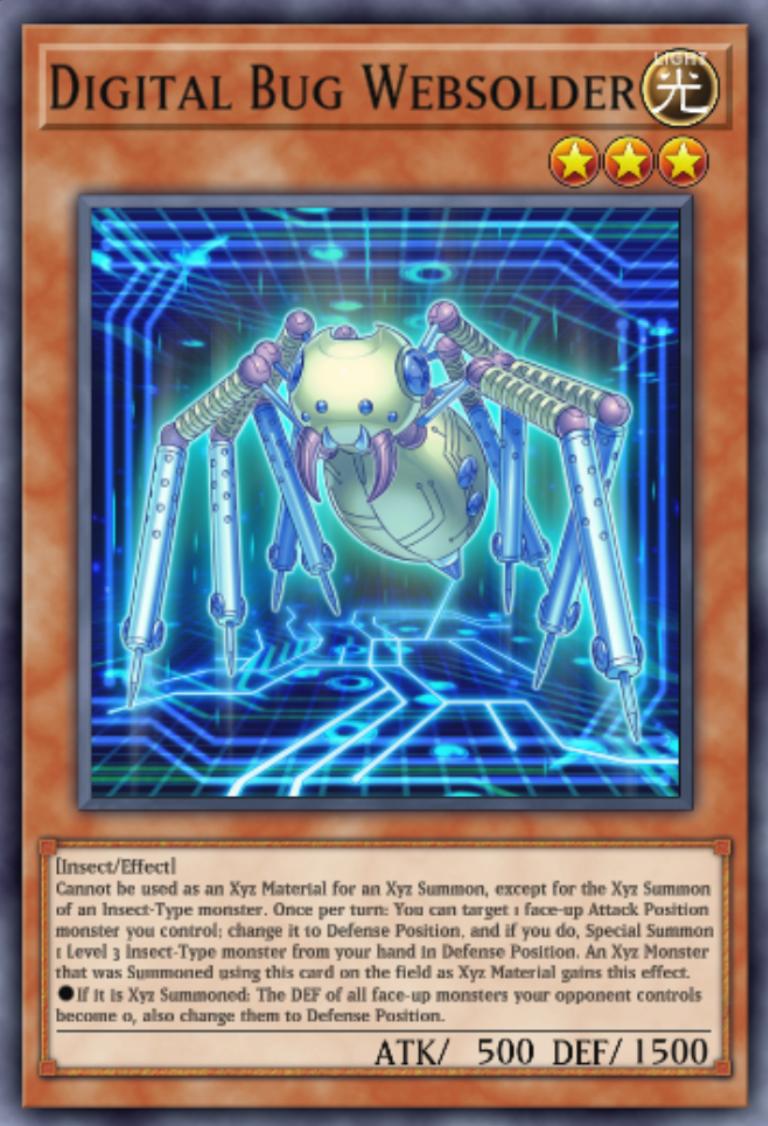 DIGITAL BUG WEBSOLDER
LIGHT
光
[Insect/Effect]
Cannot be used as an Xyz Material for an Xyz Summon, except for the Xyz Summon
of an Insect-Type monster. Once per turn: You can target 1 face-up Attack Position
monster you control; change it to Defense Position, and if you do, Special Summon
1 Level 3 Insect-Type monster from your hand in Defense Position. An Xyz Monster
that was Summoned using this card on the field as Xyz Material gains this effect.
●If it is Xyz Summoned: The DEF of all face-up monsters your opponent controls
become 0, also change them to Defense Position.
ATK/ 500 DEF/ 1500